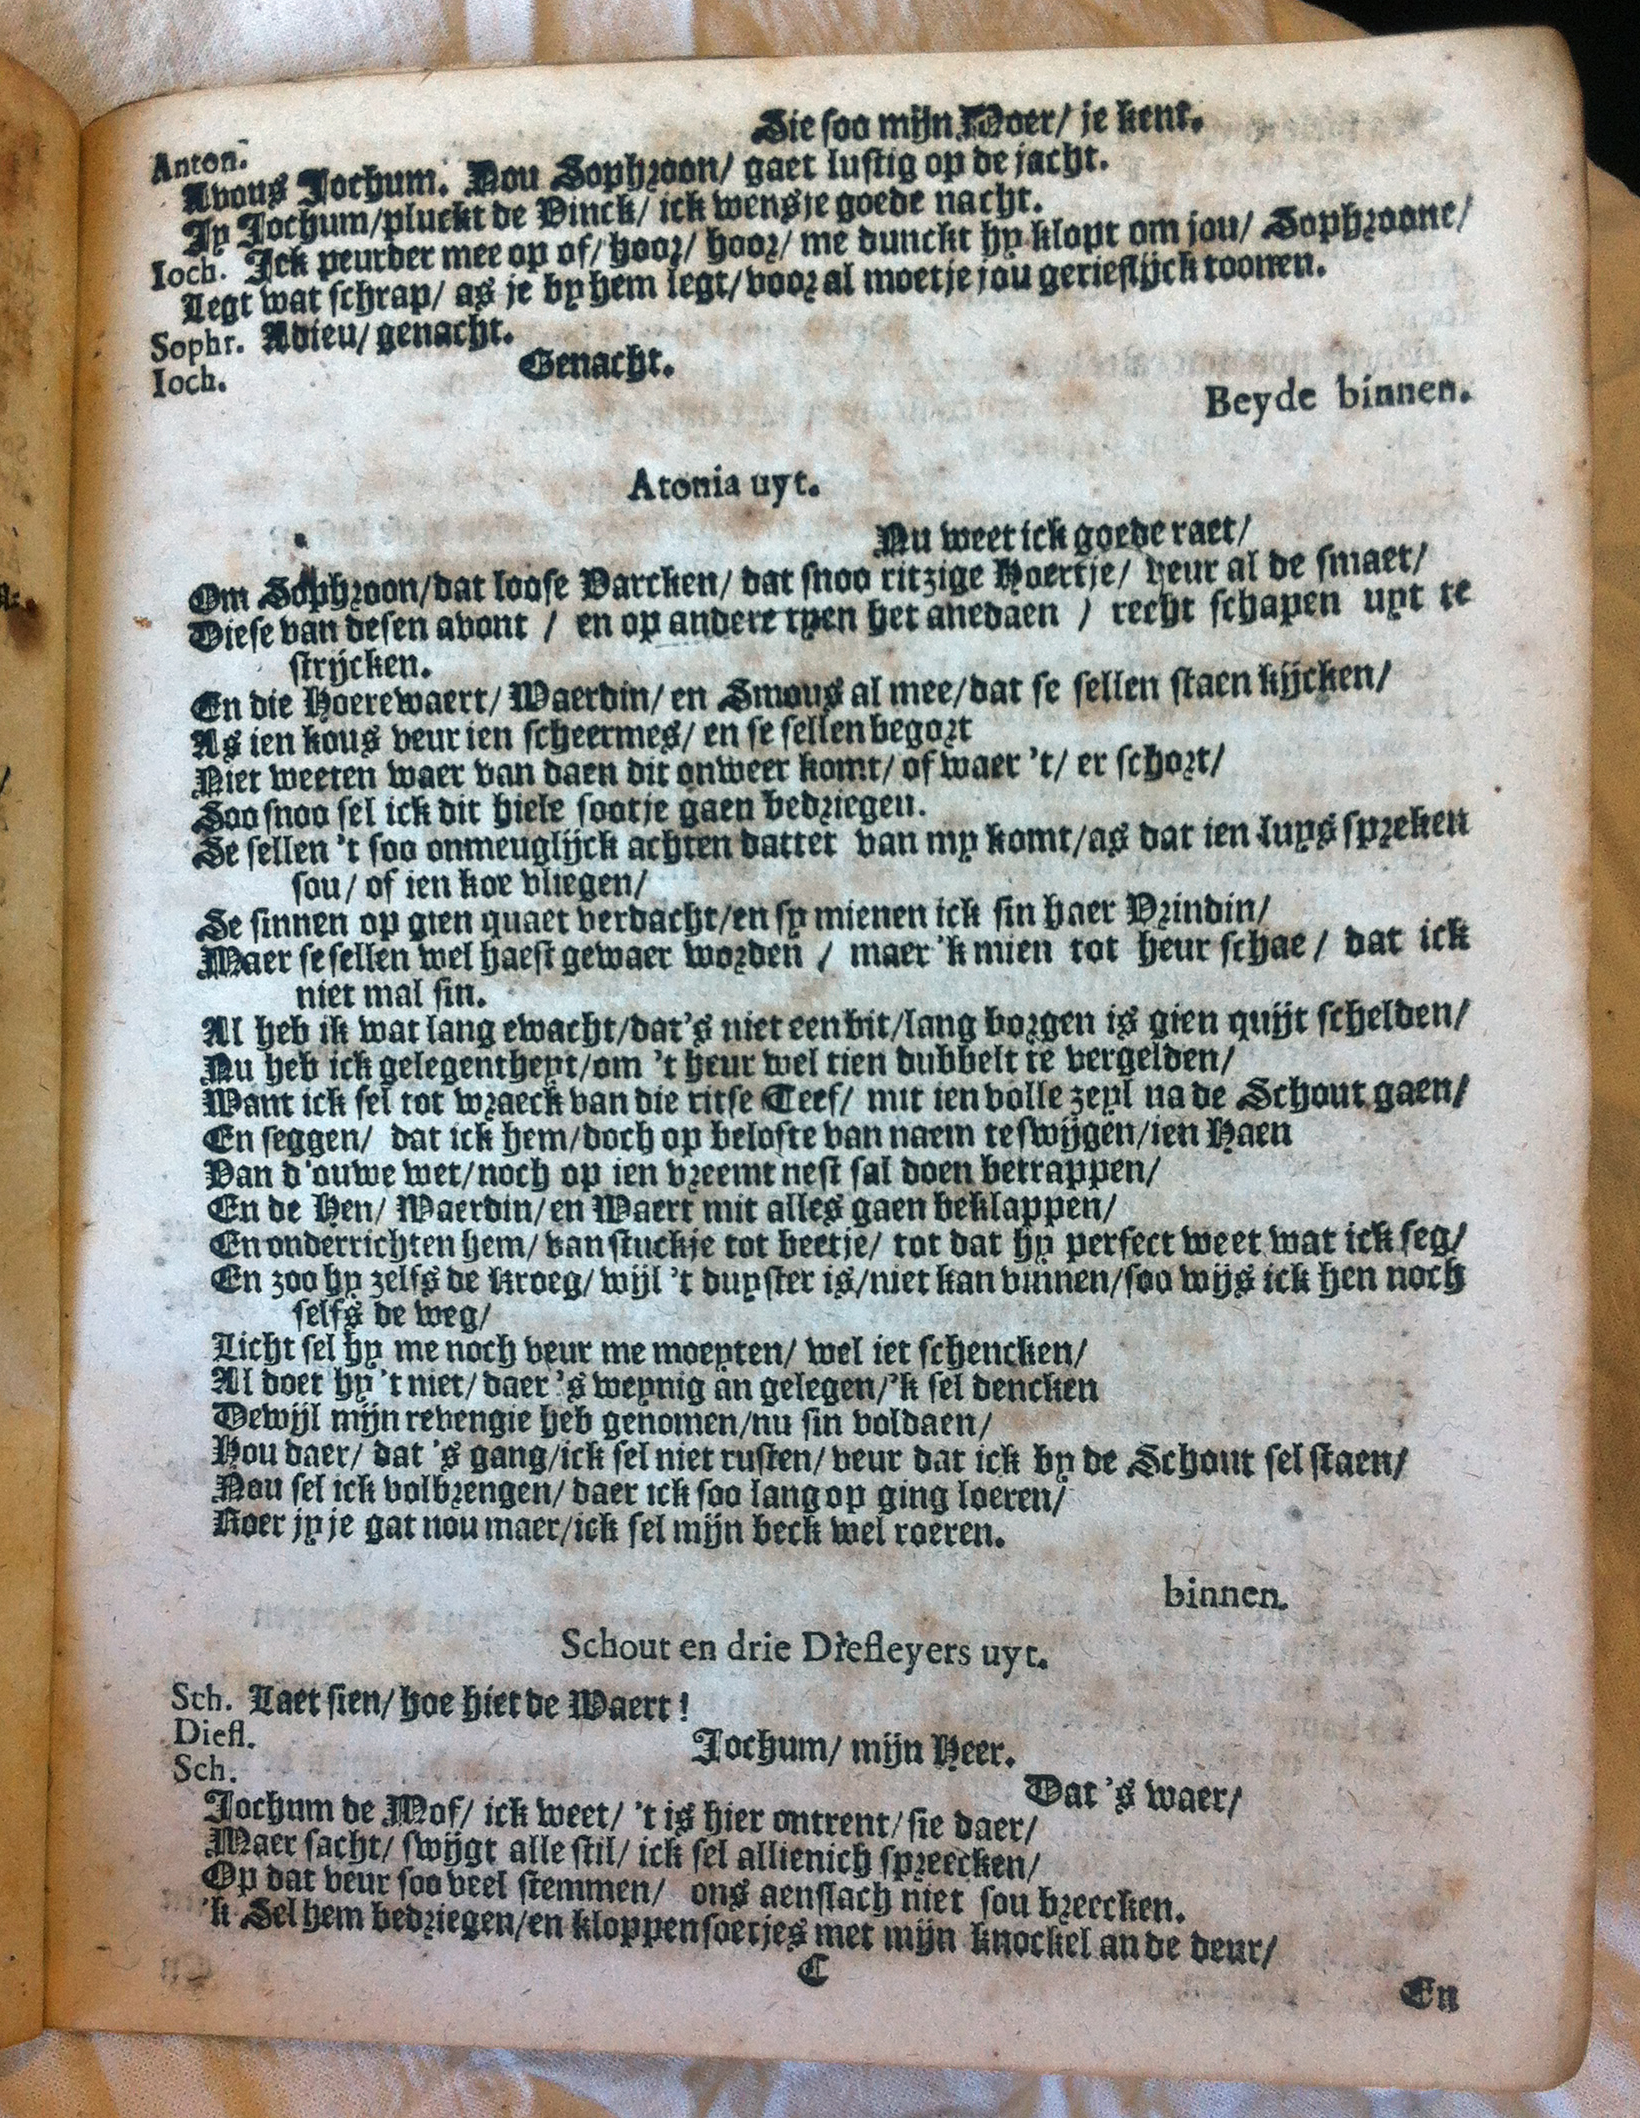 Sie soo mijn Moer/ je kent.
Anton.
Avous Jochum. Nou Sophroon/ gaet lustig op de jacht.
Jy Jochum/pluckt de Vinck/ ick wensje goede nacht.
Ioch. Ick peurder mee op of/ hoor/ hoor/ me dunckt hy klopt om jou/ Sophroone/
Legt wat schrap/ as je by hem legt/ voor al moetje jou gerieflijck toonen.
Sophr. Adieu/ genacht.
Ioch. Genacht.
Beyde binnen.
Atonia uyt.
Nu weet ick goede raet/
Om Sophroon/dat loose Varcken/ dat snoo ritzige Hoertje/ veur al de smaet/
Diese van desen avont / en op andere tyen het anedaen / recht schapen uyt te
strijcken.
En die Hoerewaert/ Waerdin/ en Smous al mee/dat se sellen staen kijcken/
As ien kous veur ien scheermes/ en se sellen begort
Niet weeten waer van daen dit onweer komt/ of waer 't/ er schort/
Soo snoo sel ick dit hiele sootje gaen bedriegen.
Se sellen 't soo onmeuglijck achten dattet van my komt/as dat ien luys spreken
sou/ of ien koe vliegen/
Se sinnen op gien quaet verdacht/en sy mienen ick sin haer Vrindin/
Maer se sellen wel haest gewaer worden / maer 'k mien tot heur schae / dat ick
niet mal sin.
Al heb ik wat lang ewacht/dat's niet een bit/lang borgen is gien quijt schelden/
Nu heb ick gelegentheyt/om 't heur wel tien dubbelt te vergelden/
Want ick sel tot wraeck van die ritse Teef/ mit ien volle zeyl na de Schout gaen/
En seggen/ dat ick hem/doch op belofte van naem te swijgen/ien Haen
Van d'ouwe wet/noch op ien vreemt nest sal doen betrappen/
En de Hen/ Waerdin/en Waert mit alles gaen beklappen/
En onderrichten hem/ van stuckje tot beetje/ tot dat hy perfect weet wat ick seg/
En zoo hy zelfs de Kroeg/ wijl 't duyster is/niet kan vinnen/soo wijs ick hen noch
selfs de weg/
Licht sel hy me noch veur me moeyten/ wel iet schencken/
Al doet hy 't niet/ daer 's weynig an gelegen/'k sel dencken
Dewijl mijn revengie heb genomen/nu sin voldaen/
Hou daer/ dat 's gang/ick sel niet rusten/ veur dat ick by de Schout sel staen/
Nou sel ick volbrengen/ daer ick soo lang op ging loeren/
Roer jy je gat nou maer/ick sel mijn beck wel roeren.
binnen.
Schout en drie Diefleyers uyt.
Sch. Laet sien/ hoe hiet de Waert!
Diefl. Jochum/ mijn Heer.
Sch. Dat 's waer/
Jochum de Mof/ ick weet/ 't is hier ontrent/ sie daer/
Maer sacht/ swijgt alle stil/ ick sel allienich spreecken/
Op dat veur soo veel stemmen/ ons aenslach niet sou breecken.
'k Sel hem bedriegen/en kloppen soetjes met mijn knockel an de deur/
C
En